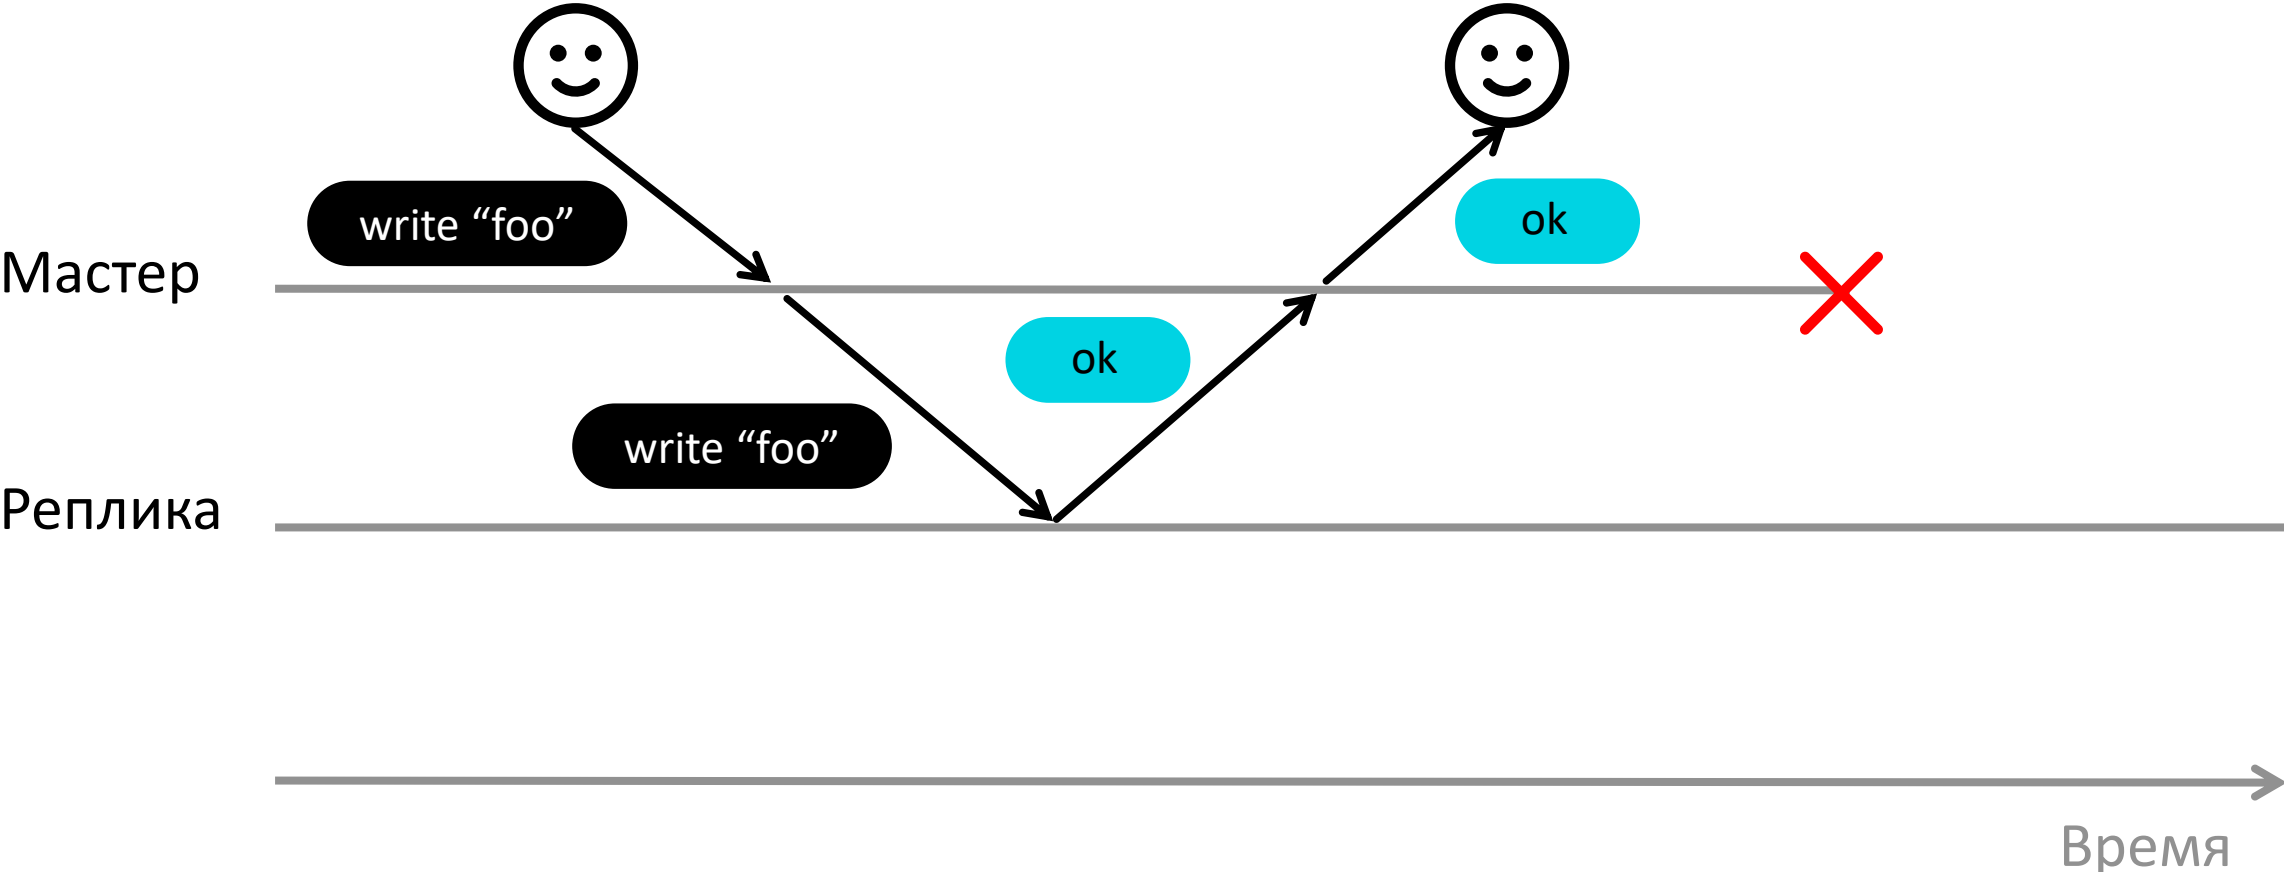 write “foo”
ok
Мастер
ok
write “foo”
Реплика
Время